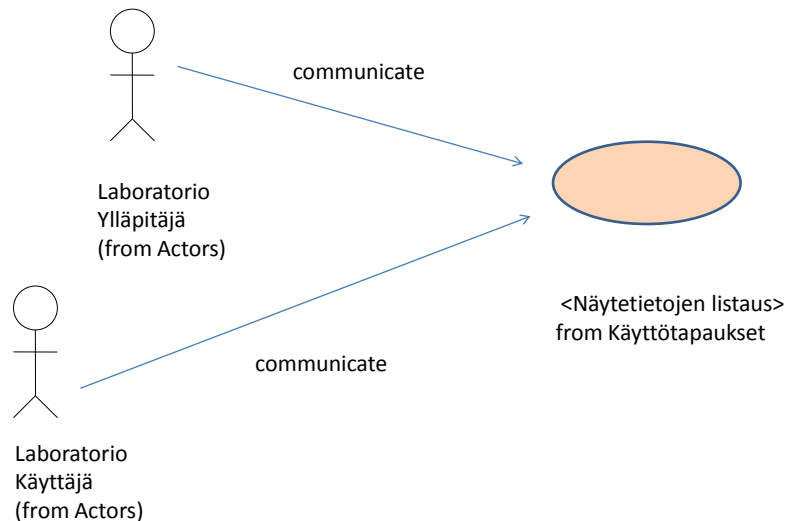 communicate
Laboratorio
Ylläpitäjä
(from Actors)
<Näytetietojen listaus>
from Käyttötapaukset
communicate
Laboratorio
Käyttäjä
(from Actors)